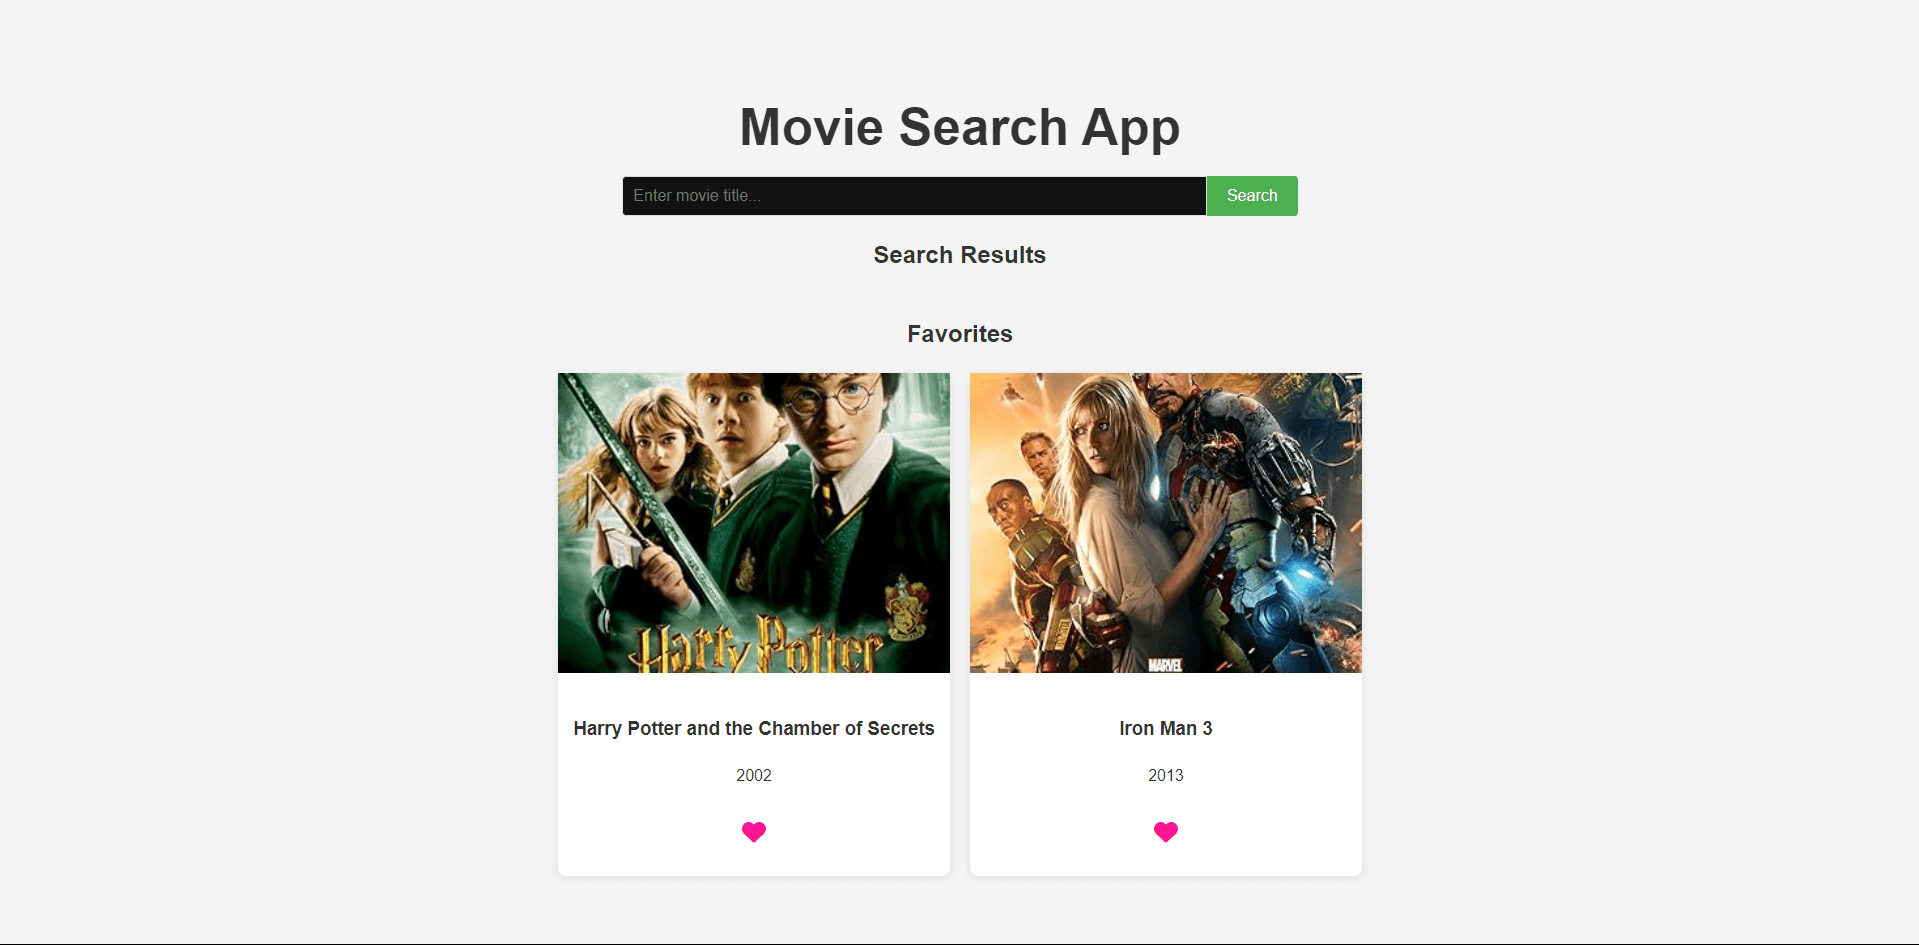 Movie Search App
Enter movie title...
Search
Search Results
Favorites
Harry Potter
MARVEL
Harry Potter and the Chamber of Secrets
Iron Man 3
2002
2013